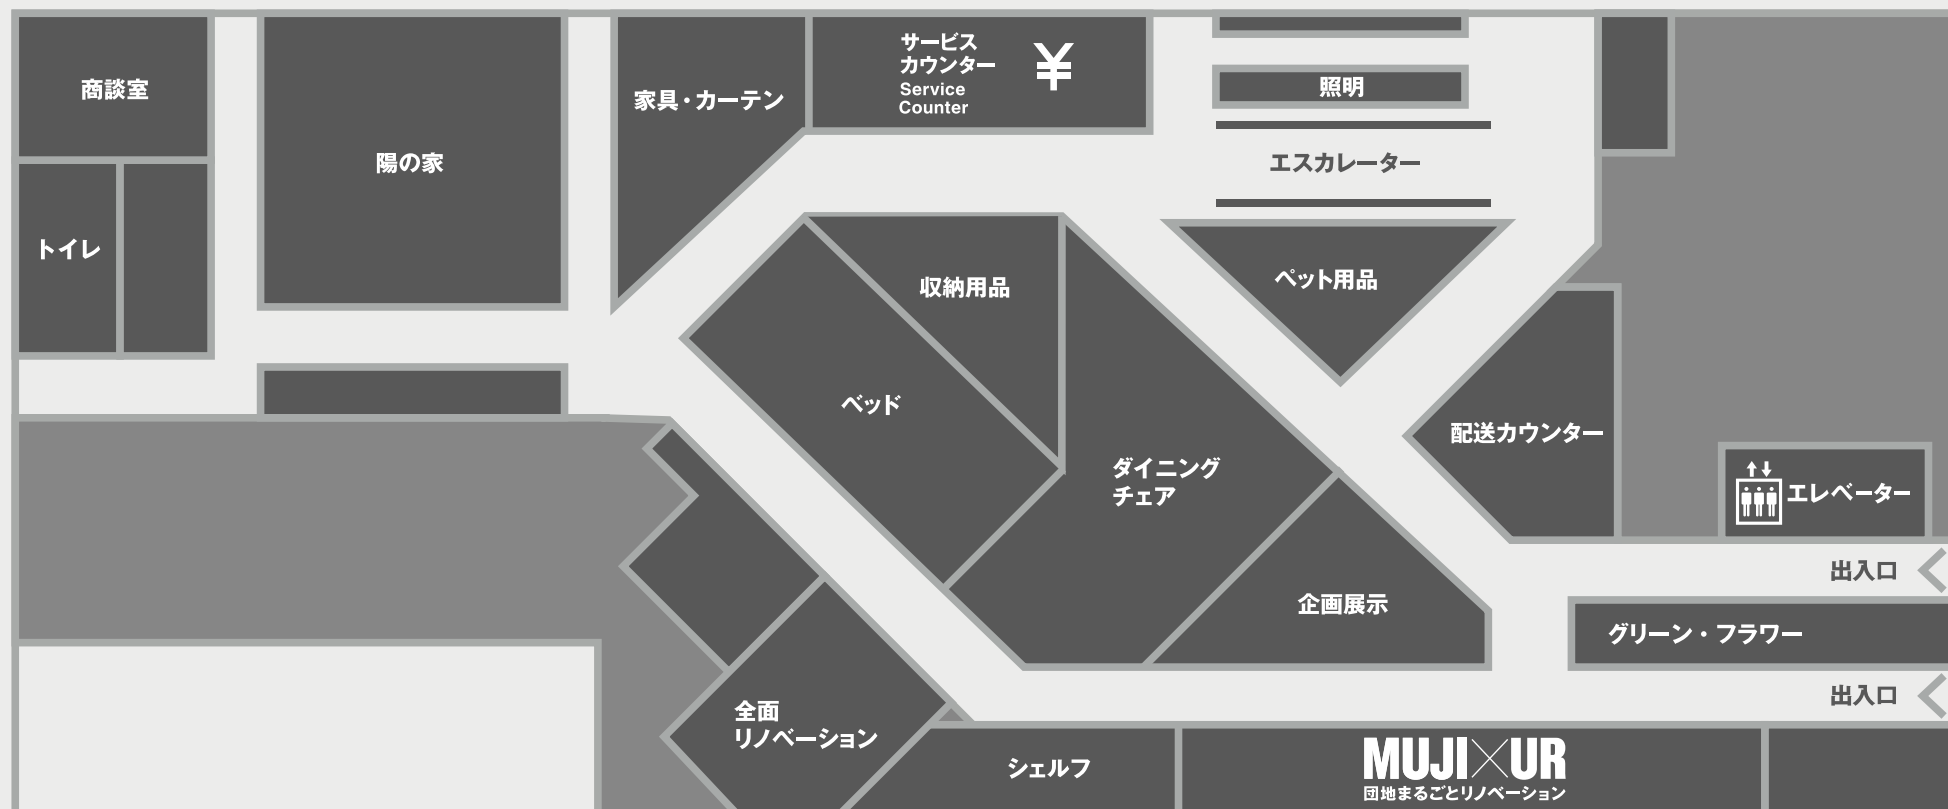 商談室
陽の家
家具・カーテン
サービス
カウンター
Service
Counter
¥
照明
エスカレーター
トイレ
収納用品
ペット用品
ベッド
配送カウンター
ダイニング
チェア
エレベーター
出入口
企画展示
グリーン・フラワー
出入口
全面
リノベーション
シェルフ
MUJI×UR
団地まるごとリノベーション